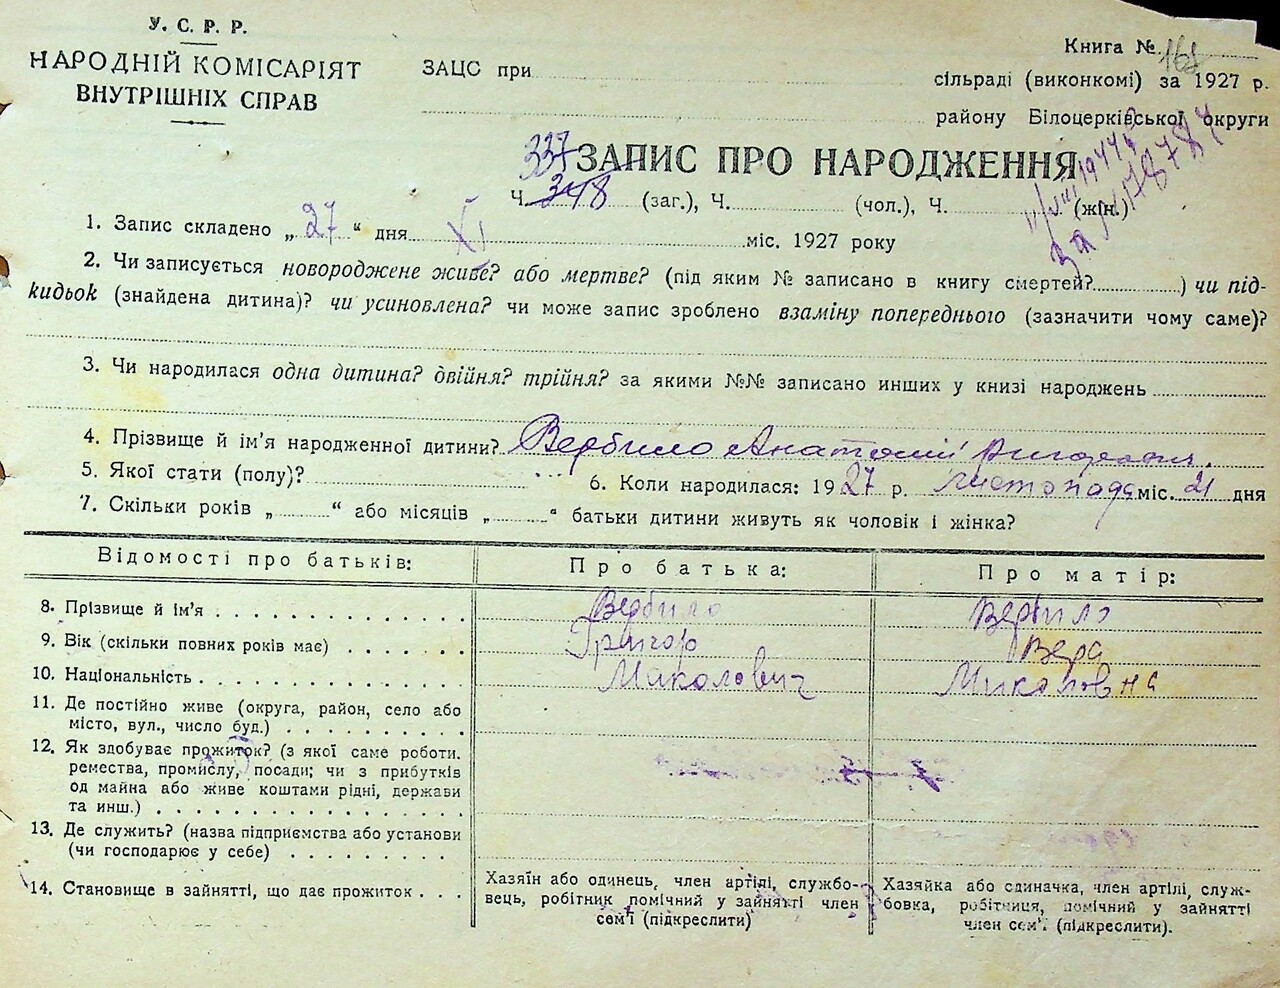 У. С. Р. Р.
НАРОДНІЙ КОМІСАРІЯТ
ВНУТРІШНІХ СПРАВ
Книга № 168
ЗАЦС при сільраді (виконкомі) за 1927 р.
району Білоцерківської округи
337 ЗАПИС ПРО НАРОДЖЕННЯ
Ч. 348 (заг.), Ч. (чол.), Ч. (жін.)
1. Запис складено „ 27 “ дня XI міс. 1927 року
2. Чи записується новороджене живе? або мертве? (під яким № записано в книгу смертей? ) чи під-
кидьок (знайдена дитина)? чи усиновлена? чи може запис зроблено взаміну попереднього (зазначити чому саме)?
3. Чи народилася одна дитина? двійня? трійня? за якими №№ записано инших у книзі народжень
4. Прізвище й ім’я народженної дитини? Вербило Анатолій
5. Якої стати (полу)? 6. Коли народилася: 1927 р. листопада міс. 21 дня
7. Скільки років „ “ або місяців „ “ батьки дитини живуть як чоловік і жінка?
Відомості про батьків: Про батька: Про матір:
8. Прізвище й ім’я Вербило Вербило
9. Вік (скільки повних років має) Григор Вера
10. Національність Миколович Миколовна
11. Де постійно живе (округа, район, село або
місто, вул., число буд.)
12. Як здобуває прожиток? (з якої саме роботи.
ремества, промислу, посади; чи з прибутків
од майна або живе коштами рідні, держави
та инш.)
13. Де служить? (назва підприємства або установи
(чи господарює у себе)
14. Становище в зайнятті, що дає прожиток
Хазяїн або одинець, член артілі, службо-
вець, робітник помічний у зайнятті член
сем’ї (підкреслити)
Хазяйка або одиначка, член артілі, служ-
бовка, робітниця, помічний у зайнятті
член сем’ї (підкреслити).